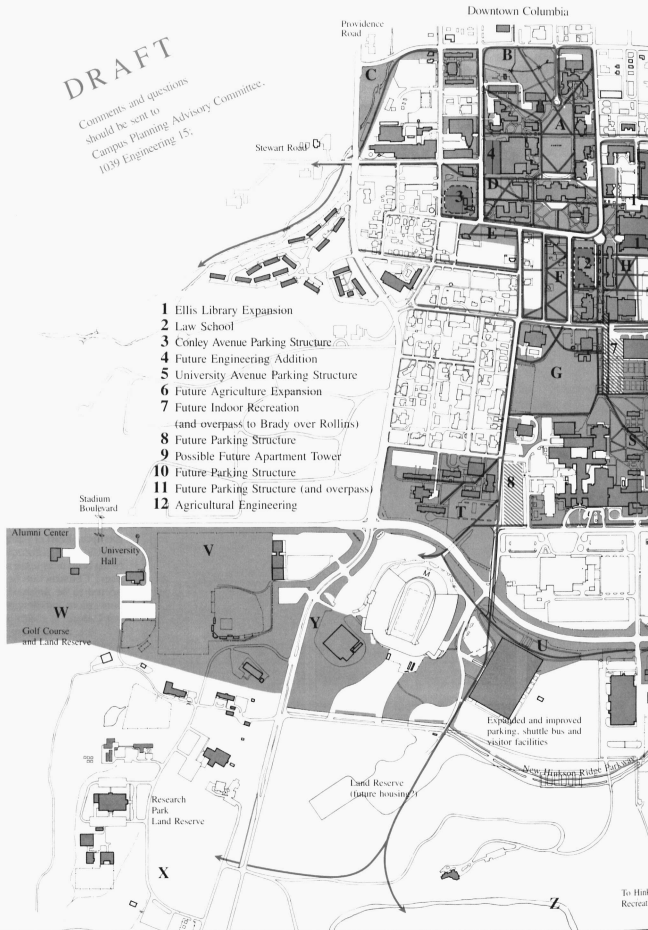 Downtown Columbia
Providence
Road
DRAFT
Comments and questions
should be sent to
Campus Planning Advisory Committee,
1039 Engineering 15;
Stewart Road
B
C
A
4
D
3
I
E
1
F
H
7
G
S
8
T
1 Ellis Library Expansion
2 Law School
3 Conley Avenue Parking Structure
4 Future Engineering Addition
5 University Avenue Parking Structure
6 Future Agriculture Expansion
7 Future Indoor Recreation
(and overpass to Brady over Rollins)
8 Future Parking Structure
9 Possible Future Apartment Tower
10 Future Parking Structure
11 Future Parking Structure (and overpass)
12 Agricultural Engineering
Stadium
Boulevard
Alumni Center
University
Hall
V
W
Golf Course
and Land Reserve
M
Y
U
Expanded and improved
parking, shuttle bus and
visitor facilities
New Hinkson Ridge Parkway
Land Reserve
(future housing?)
Research
Park
Land Reserve
X
Z
To Hink
Recreat